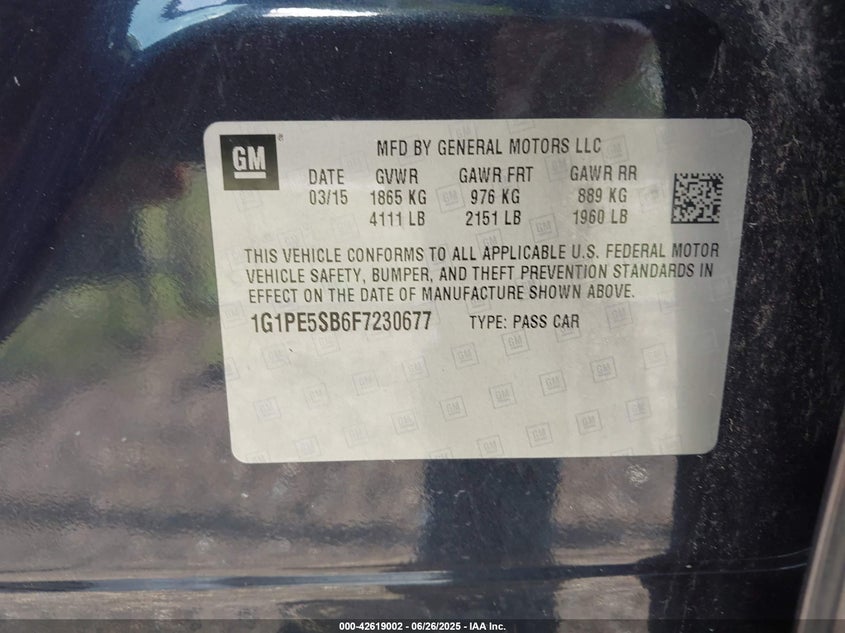 GM
®
MFD BY GENERAL MOTORS LLC
DATE GVWR GAWR FRT GAWR RR
03/15 1865 KG 976 KG 889 KG
4111 LB 2151 LB 1960 LB
THIS VEHICLE CONFORMS TO ALL APPLICABLE U.S. FEDERAL MOTOR
VEHICLE SAFETY, BUMPER, AND THEFT PREVENTION STANDARDS IN
EFFECT ON THE DATE OF MANUFACTURE SHOWN ABOVE.
1G1PE5SB6F7230677 TYPE: PASS CAR
000-42619002 - 06/26/2025 - IAA Inc.